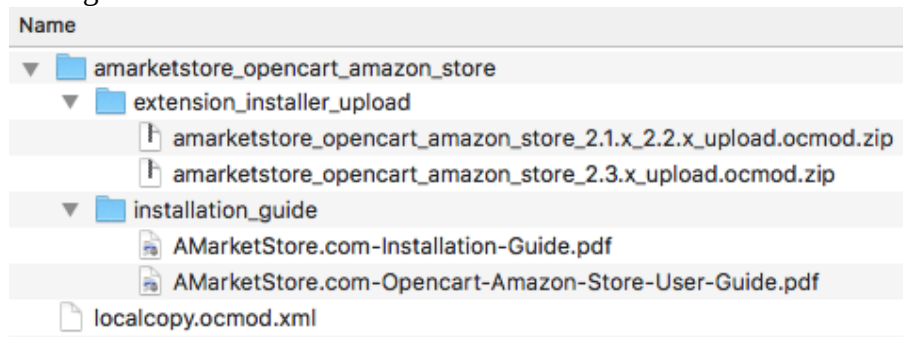 Name
amarketstore_opencart_amazon_store
extension_installer_upload
amarketstore_opencart_amazon_store_2.1.x_2.2.x_upload.ocmod.zip
amarketstore_opencart_amazon_store_2.3.x_upload.ocmod.zip
installation_guide
AMarketStore.com-Installation-Guide.pdf
AMarketStore.com-Opencart-Amazon-Store-User-Guide.pdf
localcopy.ocmod.xml